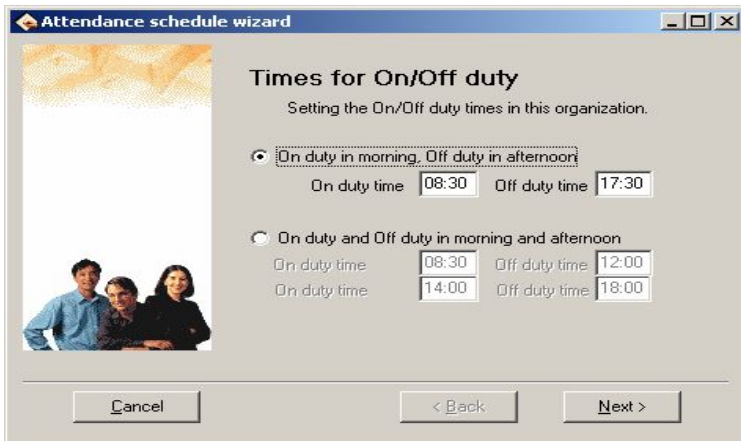 Attendance schedule wizard
Times for On/Off duty
Setting the On/Off duty times in this organization.
On duty in morning, Off duty in afternoon
On duty time 08:30 Off duty time 17:30
On duty and Off duty in morning and afternoon
On duty time 08:30 Off duty time 12:00
On duty time 14:00 Off duty time 18:00
Cancel < Back Next >